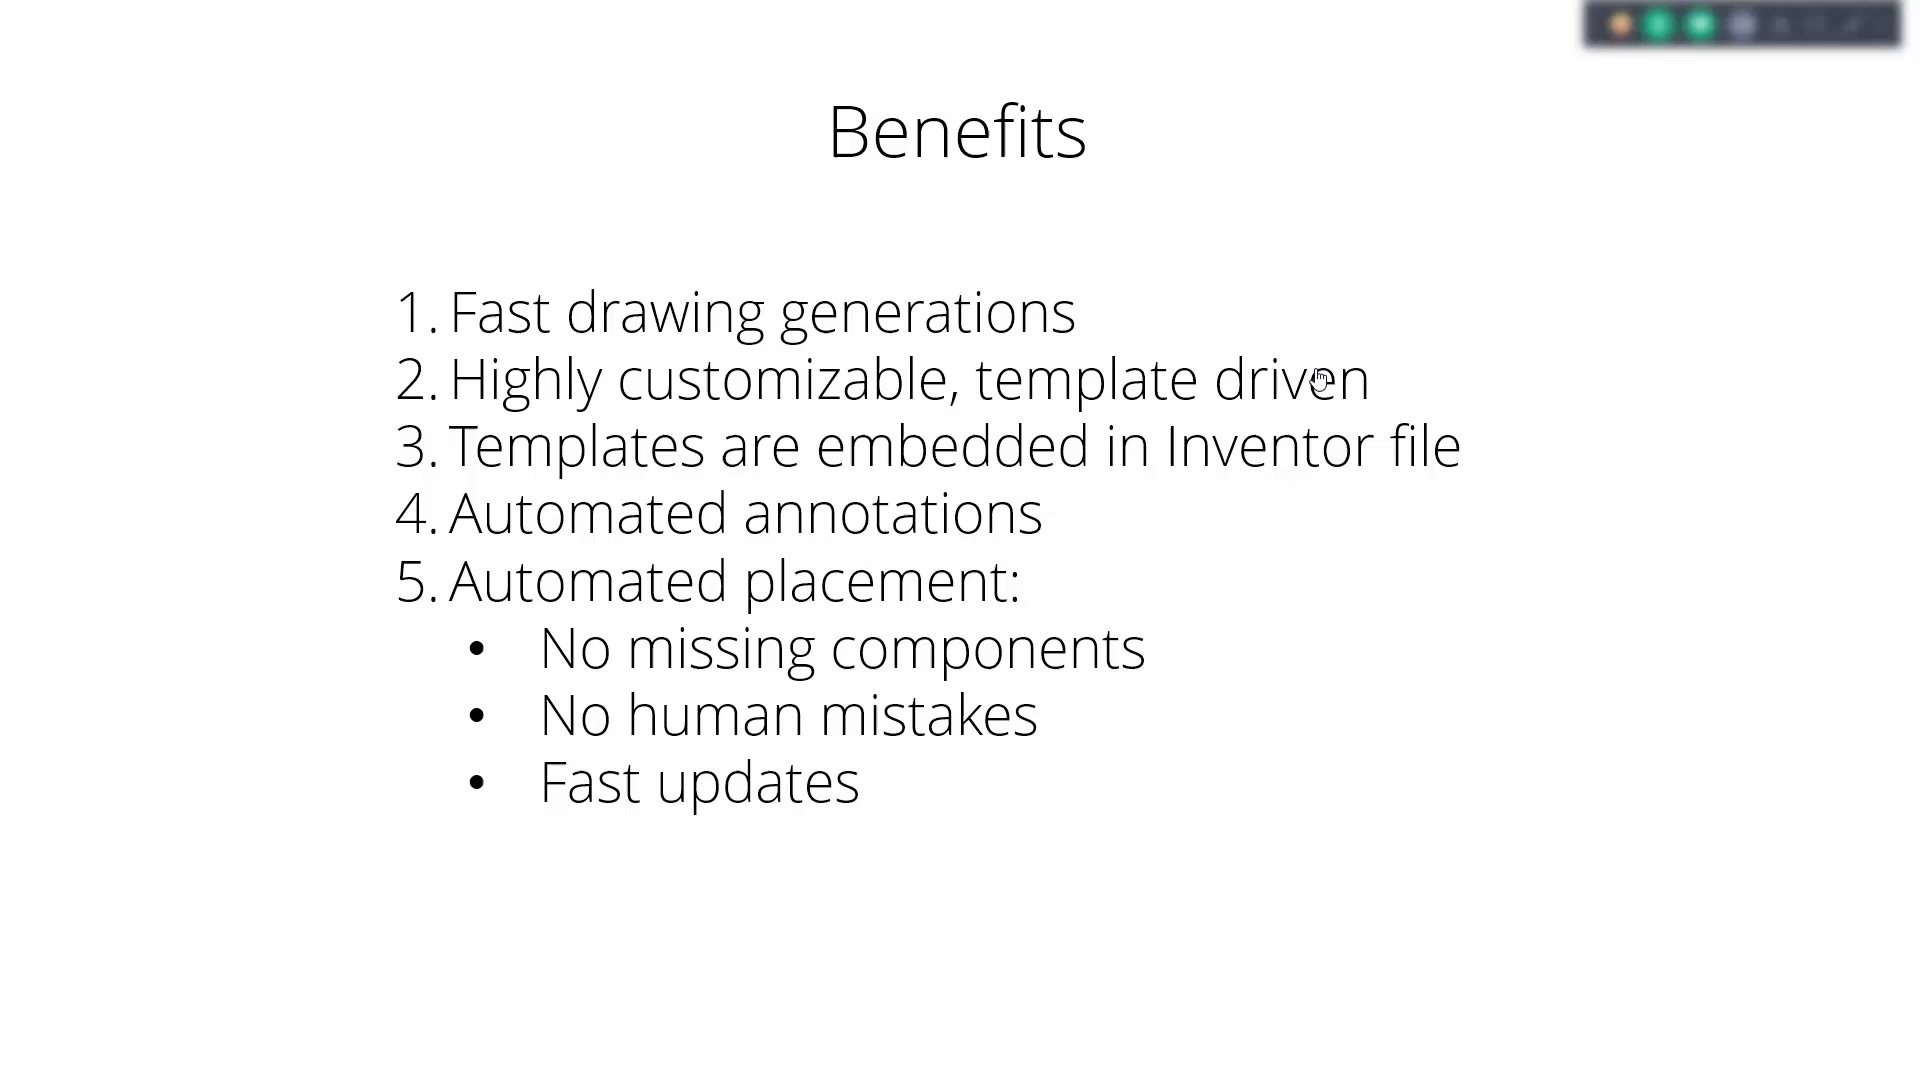 Benefits
1. Fast drawing generations
2. Highly customizable, template driven
3. Templates are embedded in Inventor file
4. Automated annotations
5. Automated placement:
• No missing components
• No human mistakes
• Fast updates